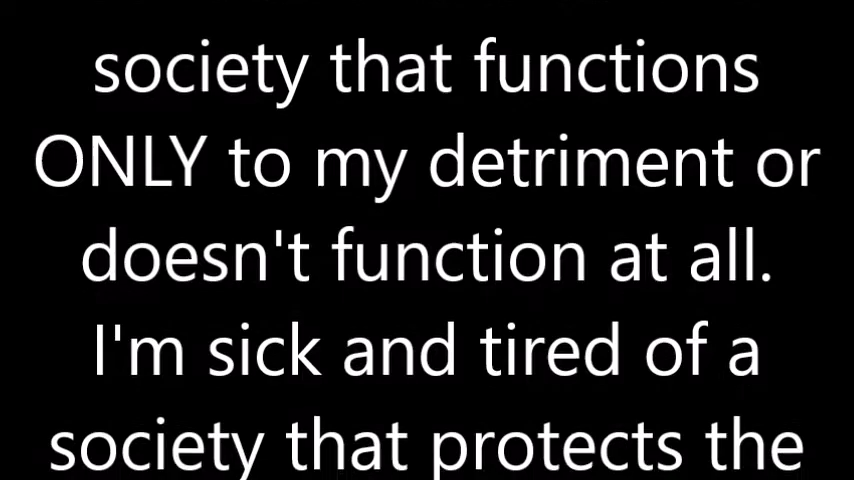 society that functions
ONLY to my detriment or
doesn't function at all.
I'm sick and tired of a
society that protects the